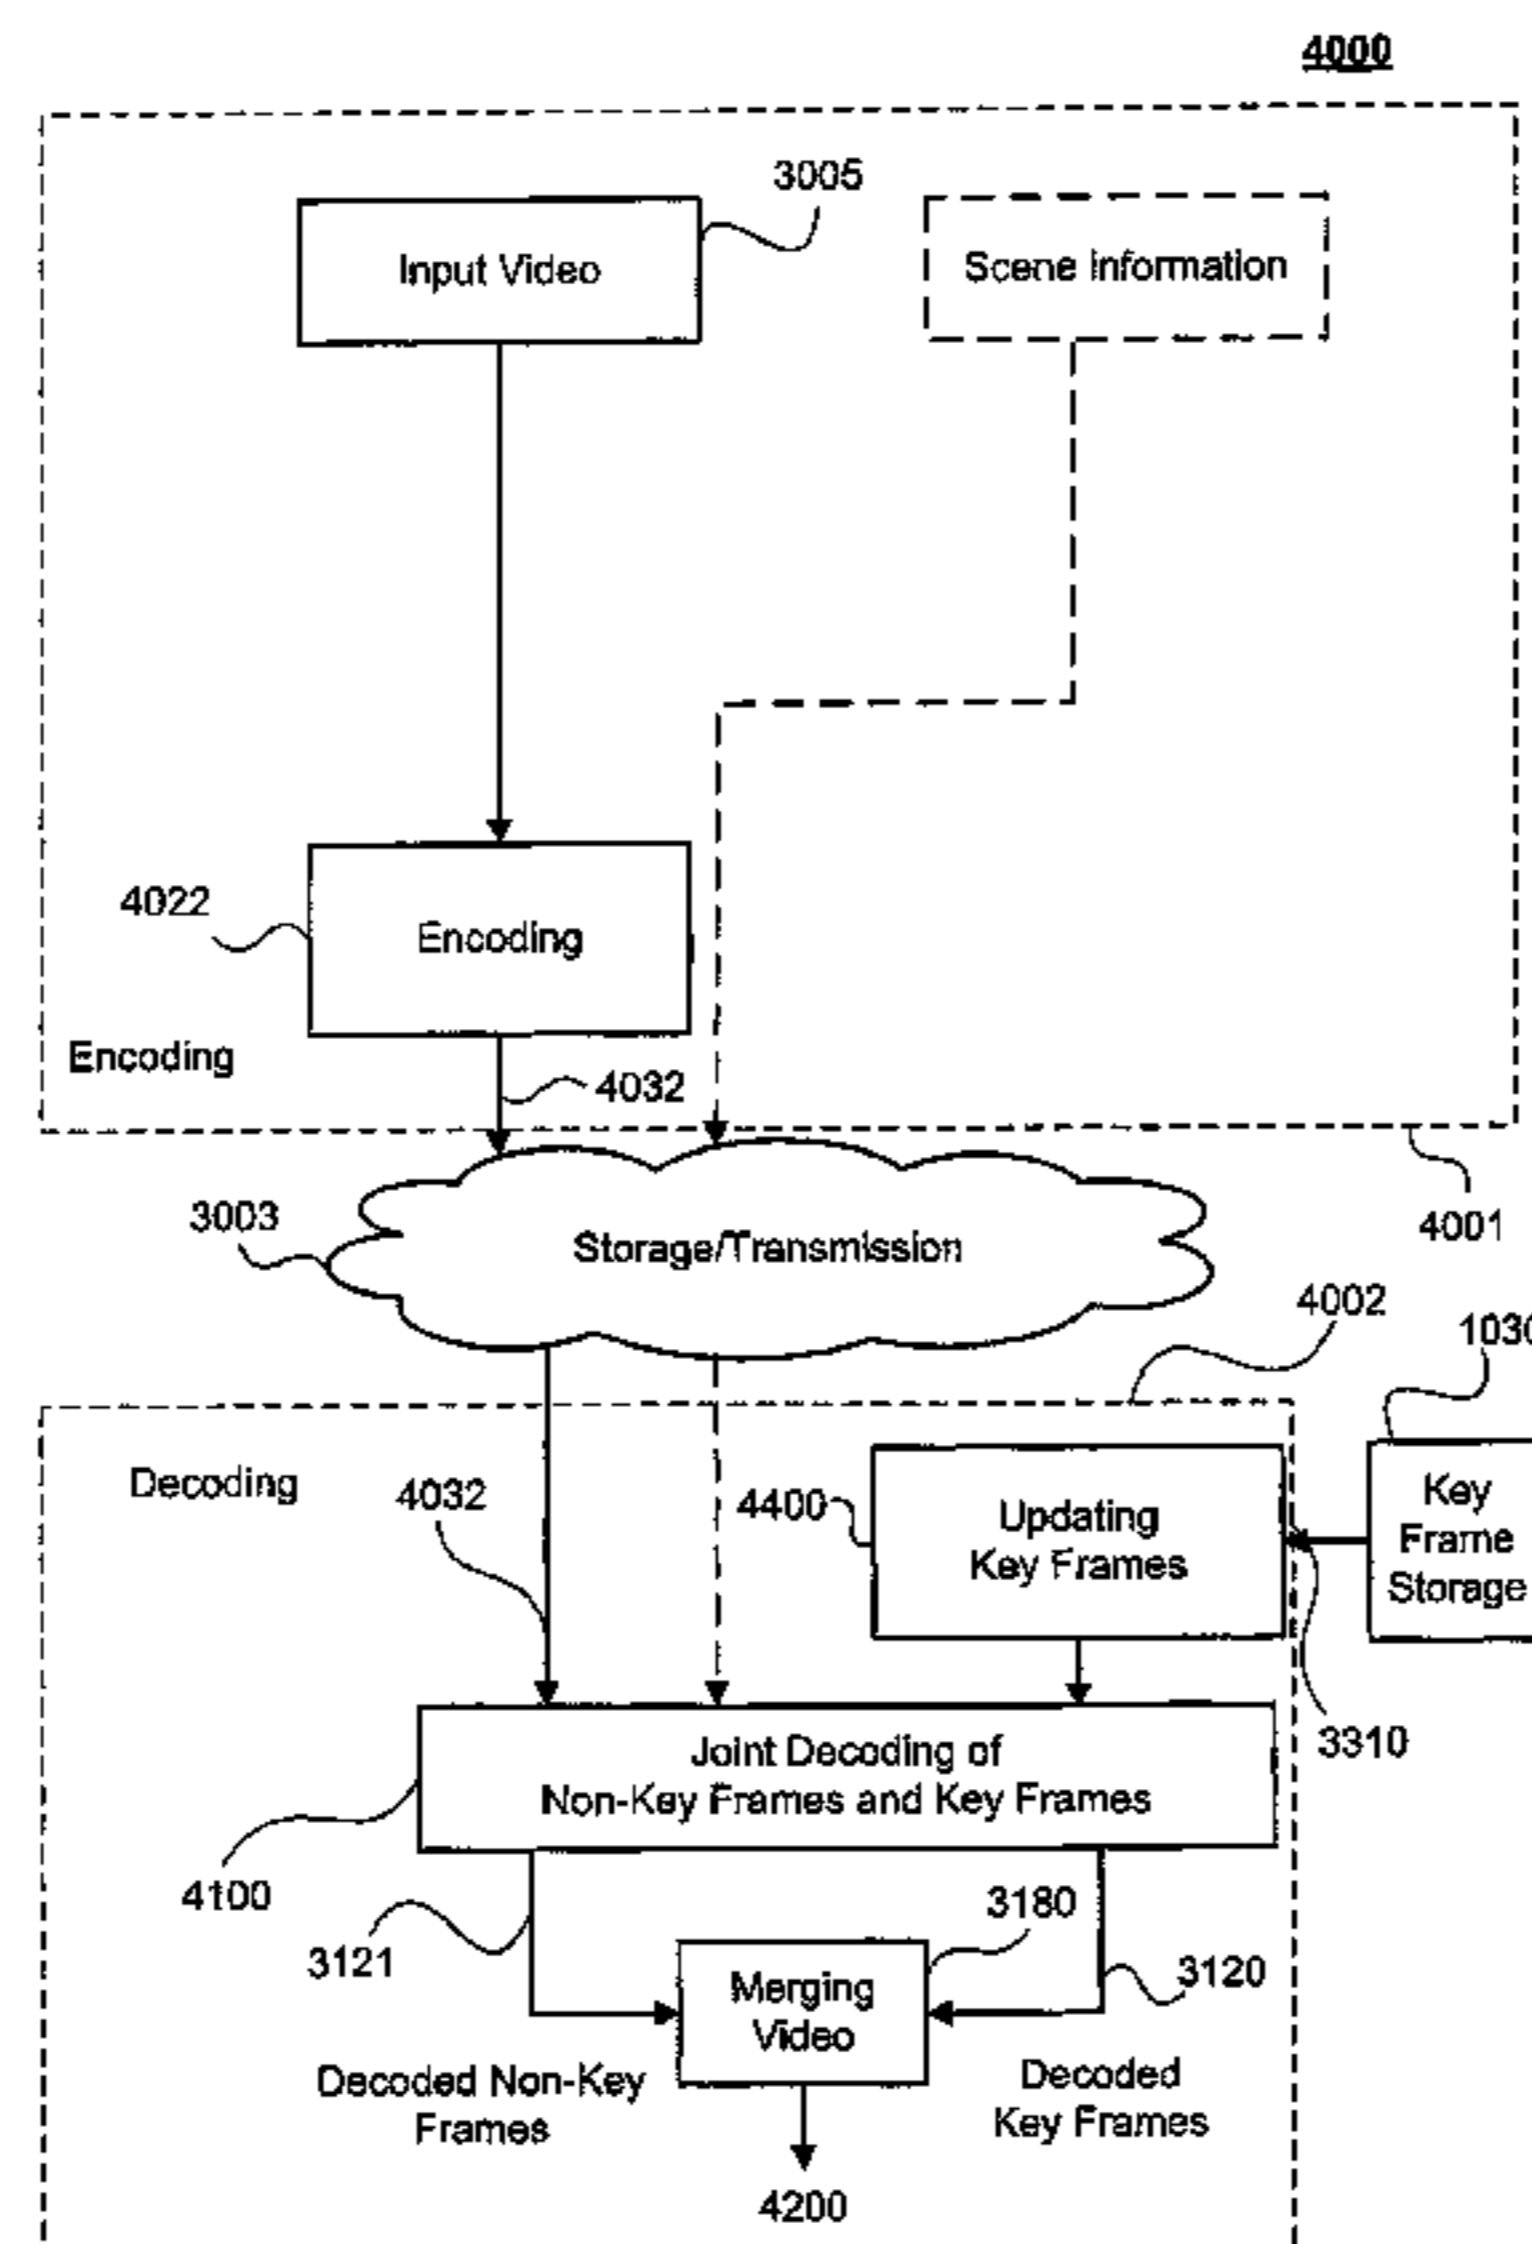 4000
3005
Input Video
Scene Information
4022
Encoding
Encoding
4032
3003
Storage/Transmission
4001
4002
1030
Decoding
4032
4400
Updating
Key Frames
Key
Frame
Storage
3310
Joint Decoding of
Non-Key Frames and Key Frames
4100
3121
3180
3120
Merging
Video
Decoded Non-Key
Frames
Decoded
Key Frames
4200